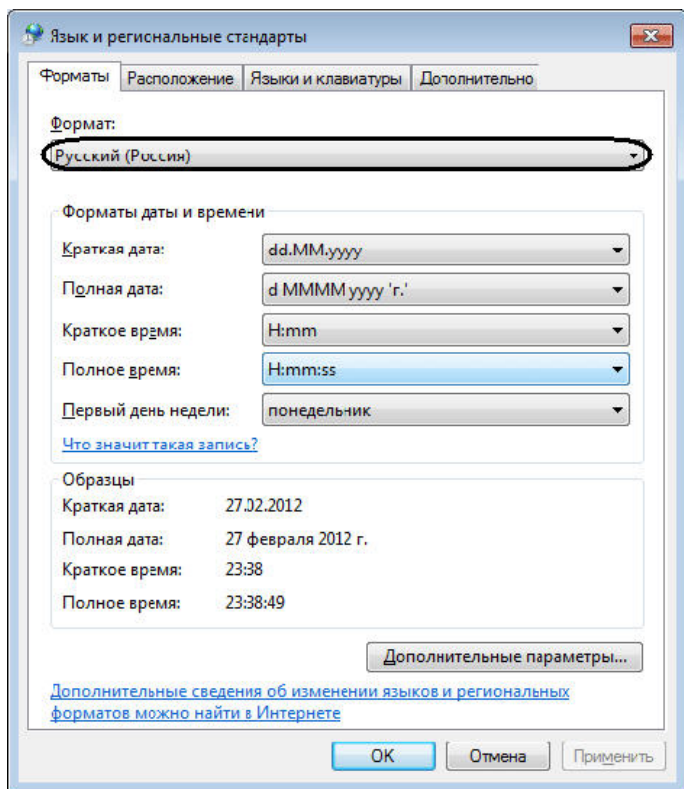 Язык и региональные стандарты
Форматы Расположение Языки и клавиатуры Дополнительно
Формат:
Русский (Россия)
Форматы даты и времени
Краткая дата: dd.MM.yyyy
Полная дата: d MMMM yyyy 'г.'
Краткое время: H:mm
Полное время: H:mm:ss
Первый день недели: понедельник
Что значит такая запись?
Образцы
Краткая дата: 27.02.2012
Полная дата: 27 февраля 2012 г.
Краткое время: 23:38
Полное время: 23:38:49
Дополнительные параметры...
Дополнительные сведения об изменении языков и региональных
форматов можно найти в Интернете
OK Отмена Применить